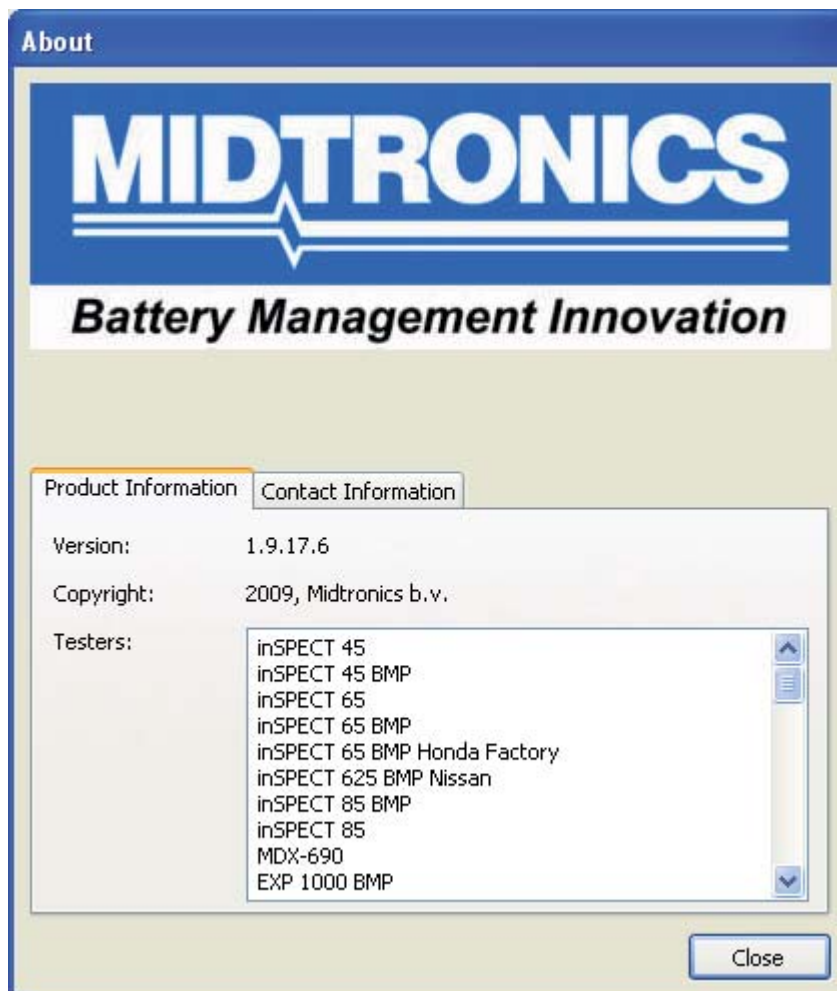 About
MIDTRONICS
Battery Management Innovation
Product Information Contact Information
Version: 1.9.17.6
Copyright: 2009, Midtronics b.v.
Testers:
inSPECT 45
inSPECT 45 BMP
inSPECT 65
inSPECT 65 BMP
inSPECT 65 BMP Honda Factory
inSPECT 625 BMP Nissan
inSPECT 85 BMP
inSPECT 85
MDX-690
EXP 1000 BMP
Close